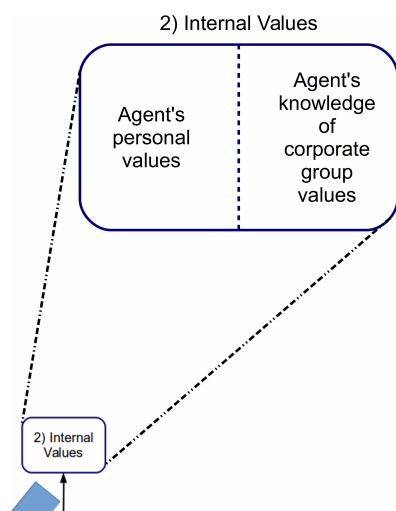 2) Internal Values
Agent's
personal
values
Agent's
knowledge
of
corporate
group
values
2) Internal
Values